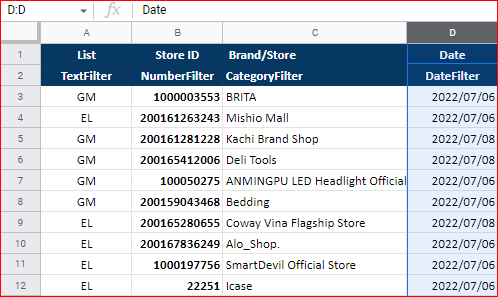 D:D fx Date
A B C D
1 List Store ID Brand/Store Date
2 TextFilter NumberFilter CategoryFilter DateFilter
3 GM 1000003553 BRITA 2022/07/06
4 EL 200161263243 Mishio Mall 2022/07/06
5 GM 200161281228 Kachi Brand Shop 2022/07/08
6 GM 200165412006 Deli Tools 2022/07/08
7 GM 100050275 ANMINGPU LED Headlight Official 2022/07/06
8 GM 200159043468 Bedding 2022/07/06
9 EL 200165280655 Coway Vina Flagship Store 2022/07/08
10 EL 200167836249 Alo_Shop. 2022/07/06
11 EL 1000197756 SmartDevil Official Store 2022/07/06
12 EL 22251 Icase 2022/07/06